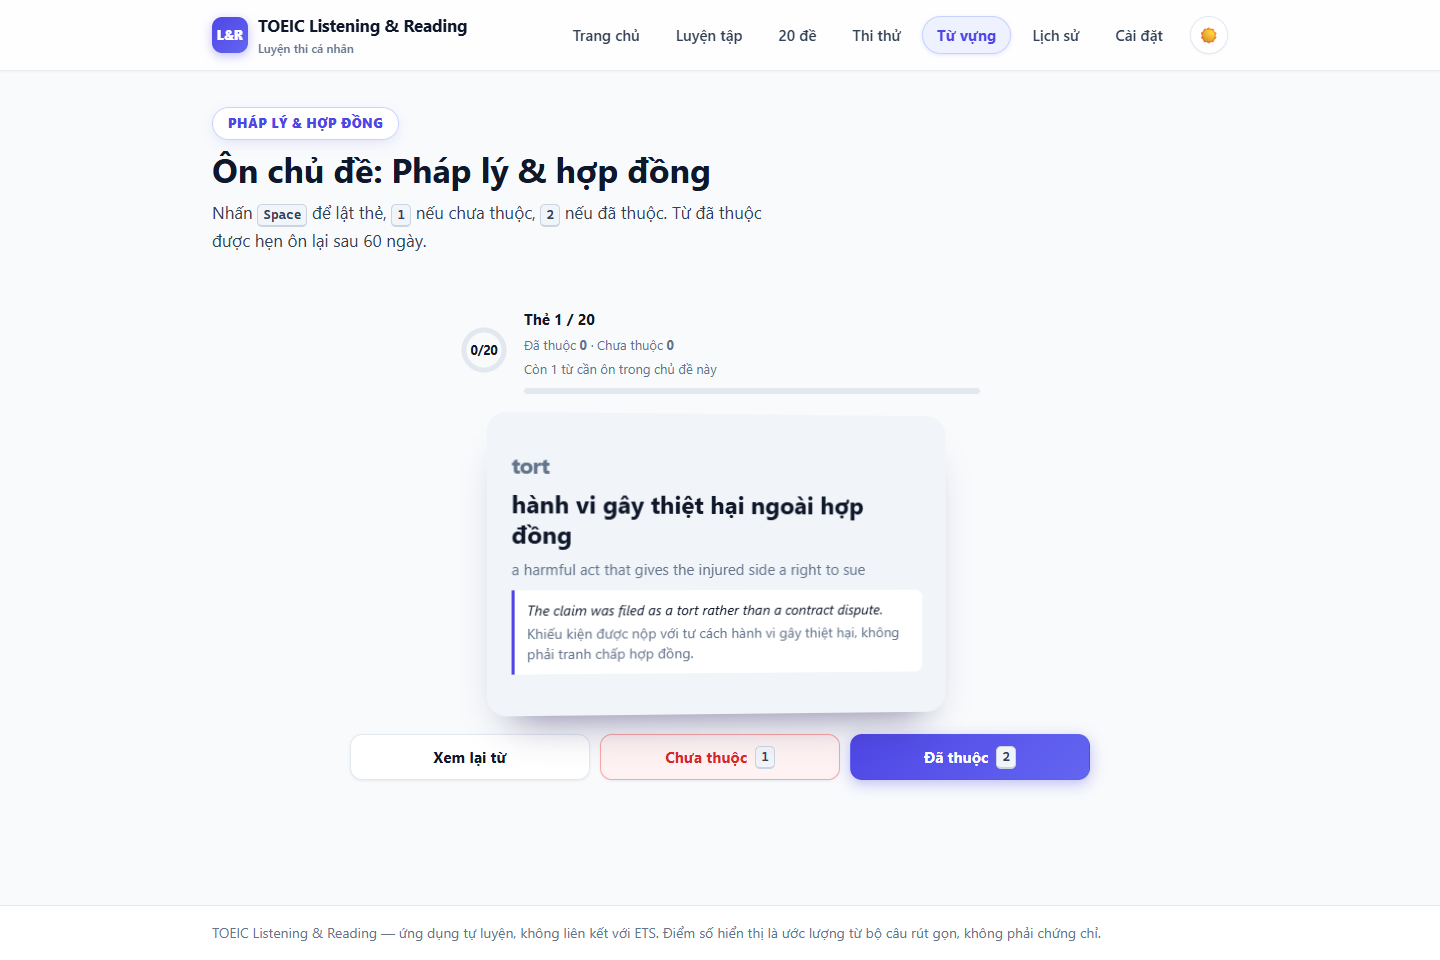 L&R
TOEIC Listening & Reading
Luyện thi cá nhân
Trang chủ
Luyện tập
20 đề
Thi thử
Từ vựng
Lịch sử
Cài đặt
PHÁP LÝ & HỢP ĐỒNG
Ôn chủ đề: Pháp lý & hợp đồng
Nhấn Space để lật thẻ, 1 nếu chưa thuộc, 2 nếu đã thuộc. Từ đã thuộc
được hẹn ôn lại sau 60 ngày.
0/20
Thẻ 1 / 20
Đã thuộc 0 · Chưa thuộc 0
Còn 1 từ cần ôn trong chủ đề này
tort
hành vi gây thiệt hại ngoài hợp
đồng
a harmful act that gives the injured side a right to sue
The claim was filed as a tort rather than a contract dispute.
Khiếu kiện được nộp với tư cách hành vi gây thiệt hại, không
phải tranh chấp hợp đồng.
Xem lại từ
Chưa thuộc 1
Đã thuộc 2
TOEIC Listening & Reading — ứng dụng tự luyện, không liên kết với ETS. Điểm số hiển thị là ước lượng từ bộ câu rút gọn, không phải chứng chỉ.